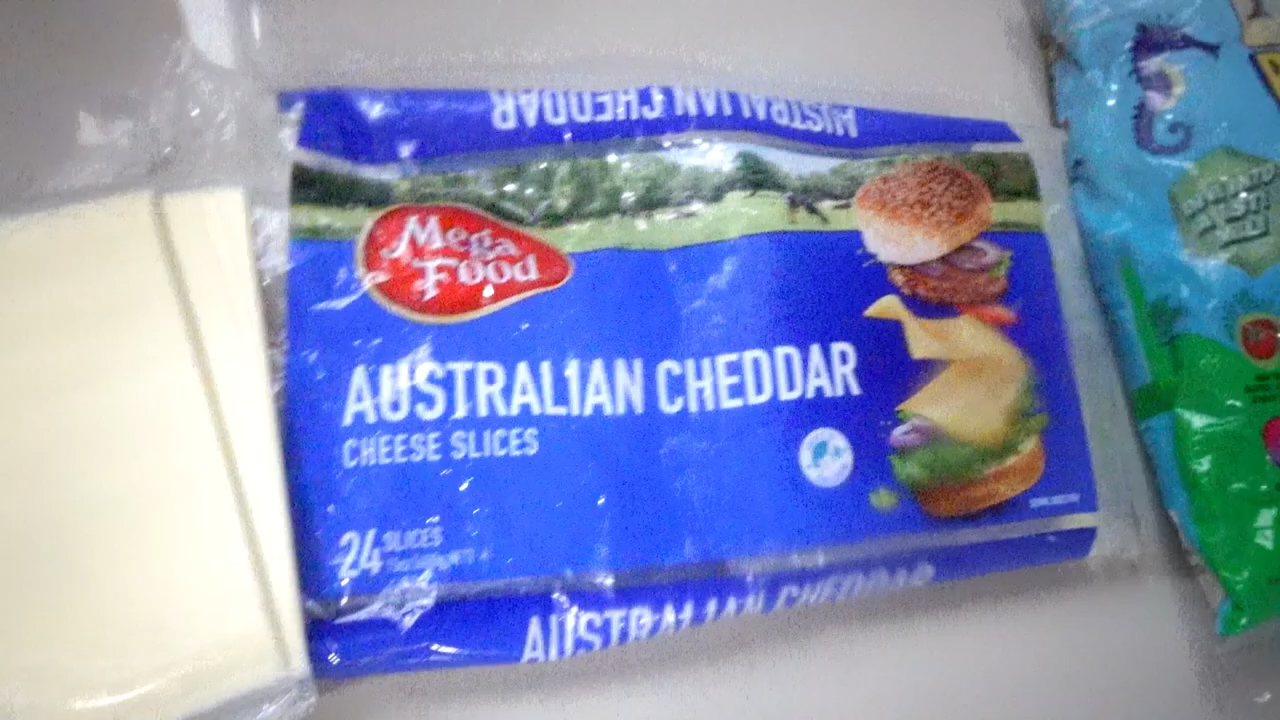 AUSTRALIAN CHEDDAR
Mega
Food
AUSTRALIAN CHEDDAR
CHEESE SLICES
24 SLICES
AUSTRALIAN CHEDDAR